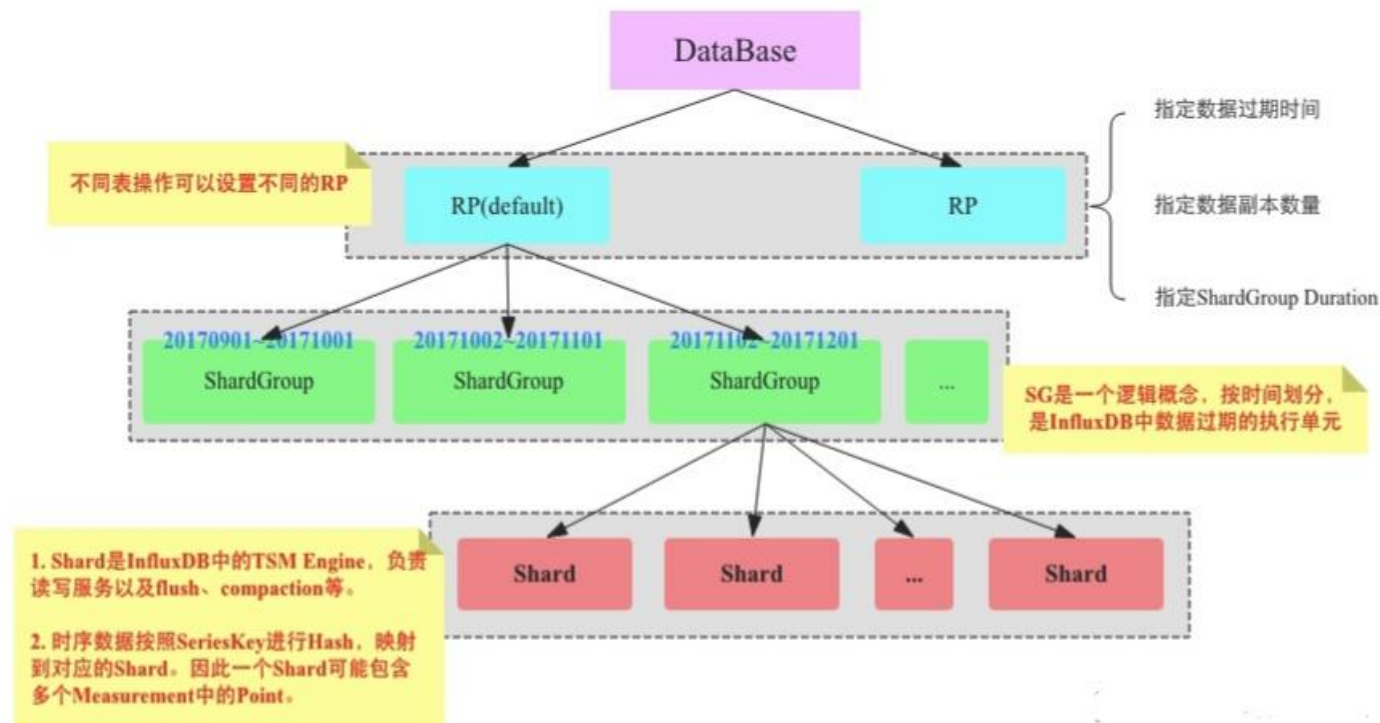 DataBase
指定数据过期时间
不同表操作可以设置不同的RP
RP(default)
RP
指定数据副本数量
指定ShardGroup Duration
20170901~20171001
20171002~20171101
20171102~20171201
ShardGroup
ShardGroup
ShardGroup
...
SG是一个逻辑概念，按时间划分，
是InfluxDB中数据过期的执行单元
1. Shard是InfluxDB中的TSM Engine，负责
读写服务以及flush、compaction等。
2. 时序数据按照SeriesKey进行Hash，映射
到对应的Shard。因此一个Shard可能包含
多个Measurement中的Point。
Shard
Shard
...
Shard